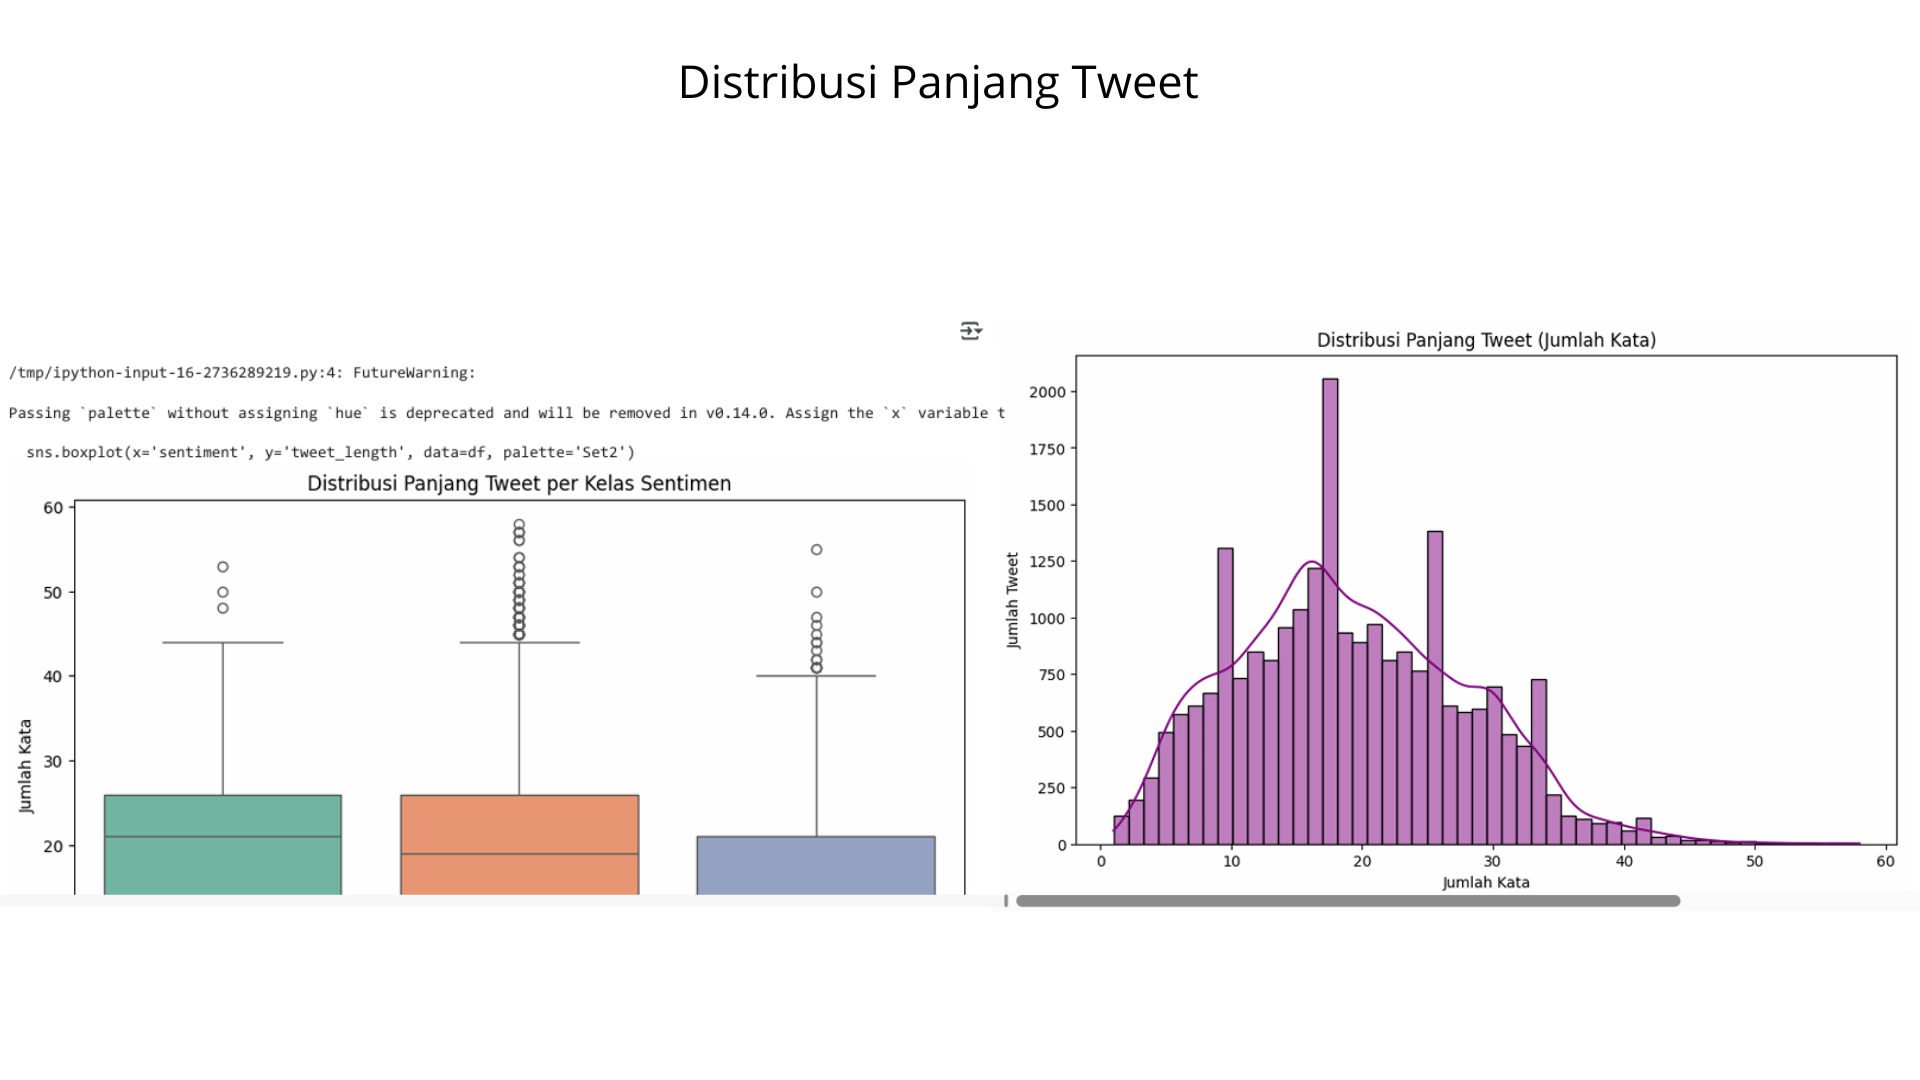 Distribusi Panjang Tweet
/tmp/ipython-input-16-2736289219.py:4: FutureWarning:
Passing `palette` without assigning `hue` is deprecated and will be removed in v0.14.0. Assign the `x` variable t
sns.boxplot(x='sentiment', y='tweet_length', data=df, palette='Set2')
Distribusi Panjang Tweet per Kelas Sentimen
60
50
40
30
20
Jumlah Kata
Distribusi Panjang Tweet (Jumlah Kata)
2000
1750
1500
1250
1000
750
500
250
0
Jumlah Tweet
0 10 20 30 40 50 60
Jumlah Kata